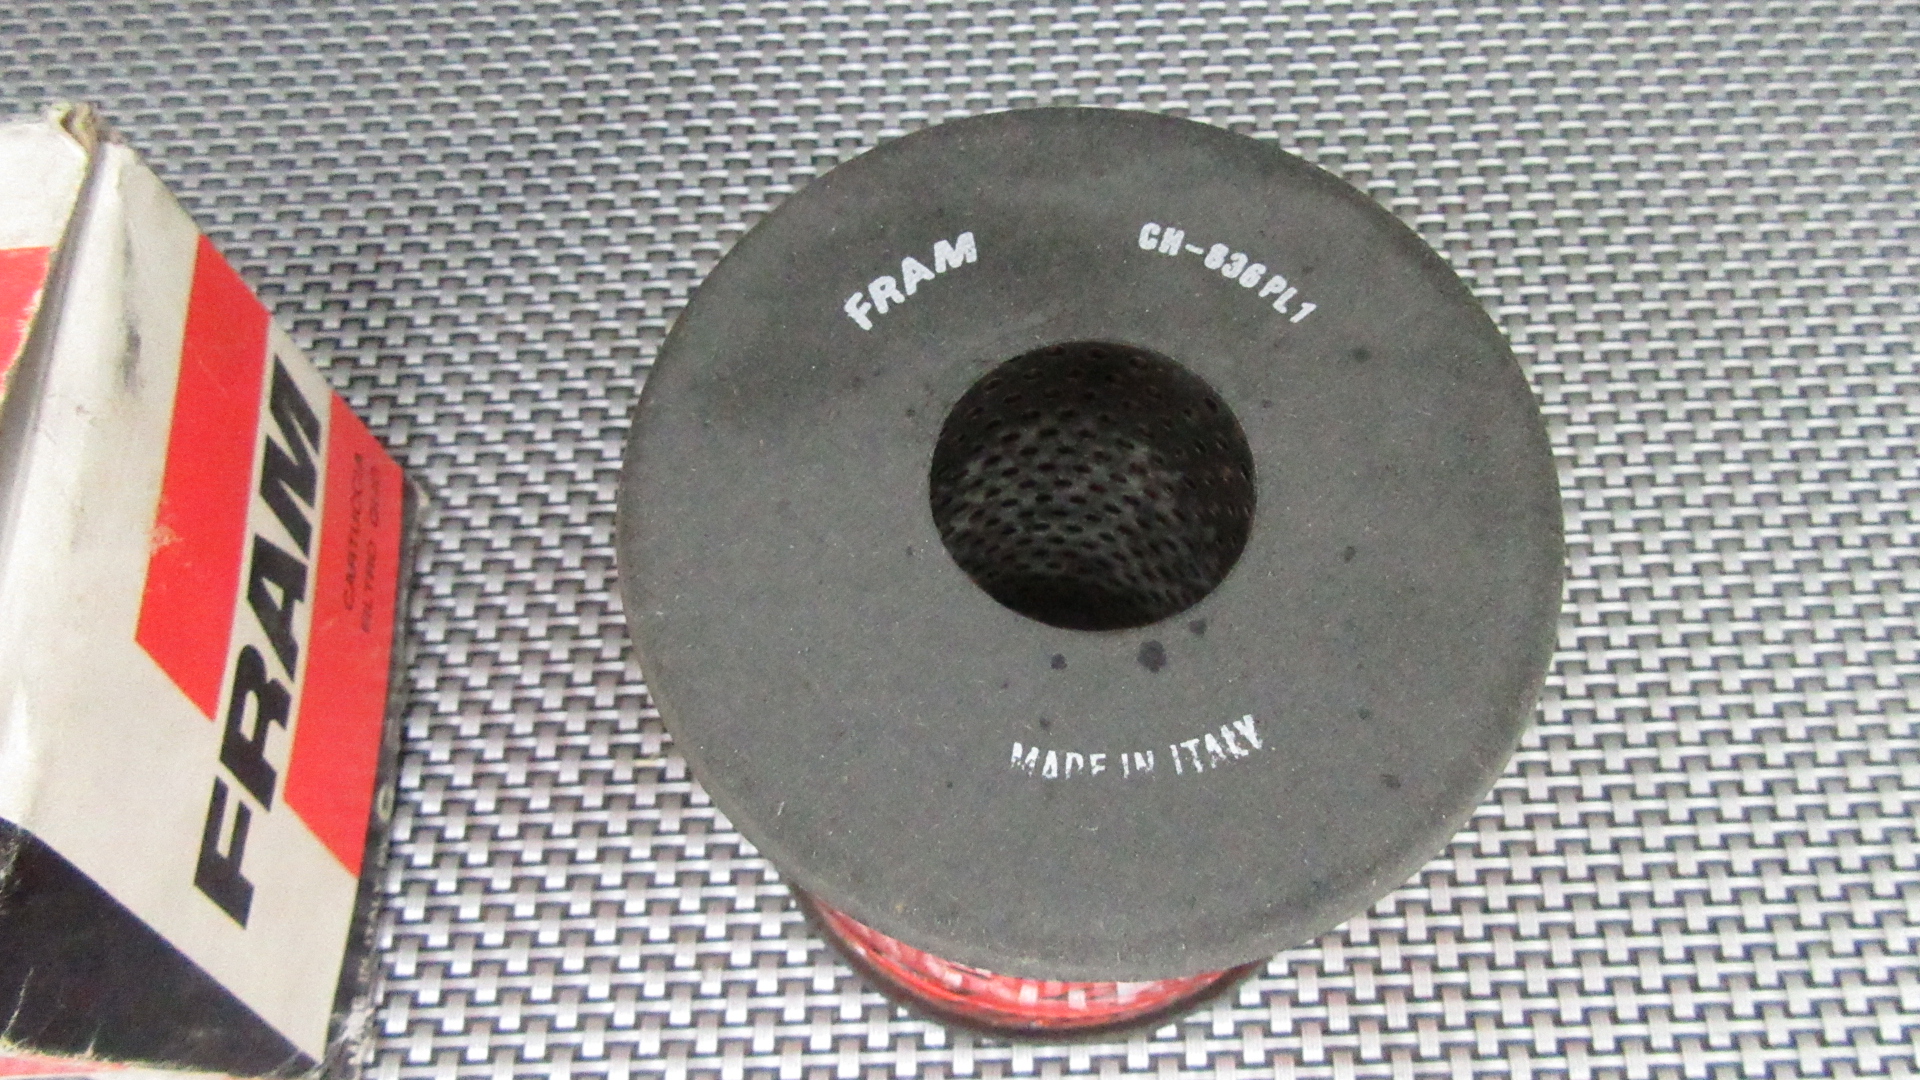 FRAM
CARTUCCIA
FILTRO OLIO
FRAM
CH-836PL1
MADE IN ITALY